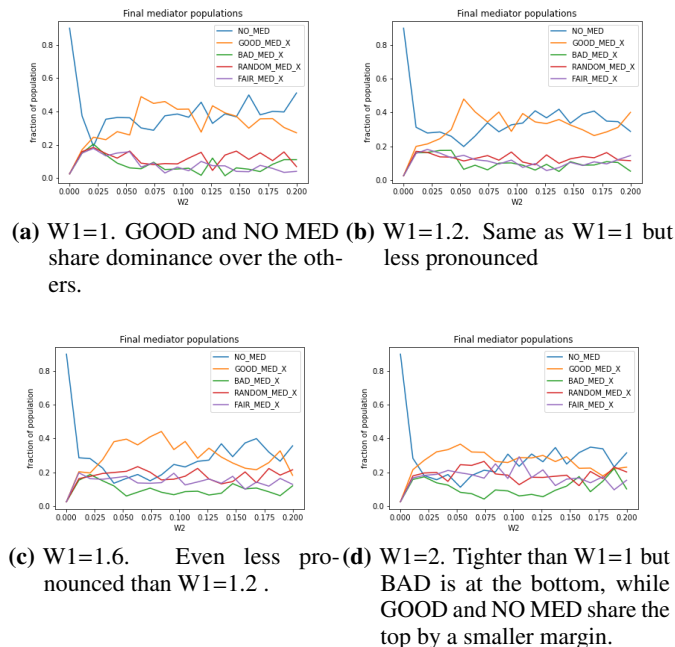 Final mediator populations
NO_MED
GOOD_MED_X
BAD_MED_X
RANDOM_MED_X
FAIR_MED_X
fraction of population
0.8
0.6
0.4
0.2
0.0
0.000 0.025 0.050 0.075 0.100 0.125 0.150 0.175 0.200
W2
(a) W1=1. GOOD and NO MED
share dominance over the oth-
ers.
Final mediator populations
NO_MED
GOOD_MED_X
BAD_MED_X
RANDOM_MED_X
FAIR_MED_X
fraction of population
0.8
0.6
0.4
0.2
0.0
0.000 0.025 0.050 0.075 0.100 0.125 0.150 0.175 0.200
W2
(b) W1=1.2. Same as W1=1 but
less pronounced
Final mediator populations
NO_MED
GOOD_MED_X
BAD_MED_X
RANDOM_MED_X
FAIR_MED_X
fraction of population
0.8
0.6
0.4
0.2
0.0
0.000 0.025 0.050 0.075 0.100 0.125 0.150 0.175 0.200
W2
(c) W1=1.6. Even less pro-
nounced than W1=1.2 .
Final mediator populations
NO_MED
GOOD_MED_X
BAD_MED_X
RANDOM_MED_X
FAIR_MED_X
fraction of population
0.8
0.6
0.4
0.2
0.0
0.000 0.025 0.050 0.075 0.100 0.125 0.150 0.175 0.200
W2
(d) W1=2. Tighter than W1=1 but
BAD is at the bottom, while
GOOD and NO MED share the
top by a smaller margin.